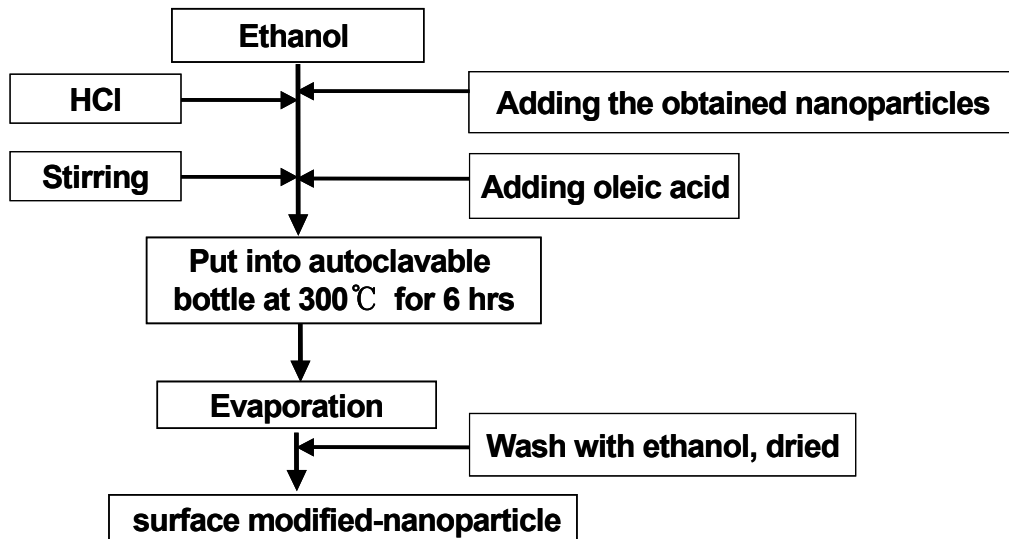 Ethanol
HCl
Adding the obtained nanoparticles
Stirring
Adding oleic acid
Put into autoclavable
bottle at 300℃ for 6 hrs
Evaporation
Wash with ethanol, dried
surface modified-nanoparticle